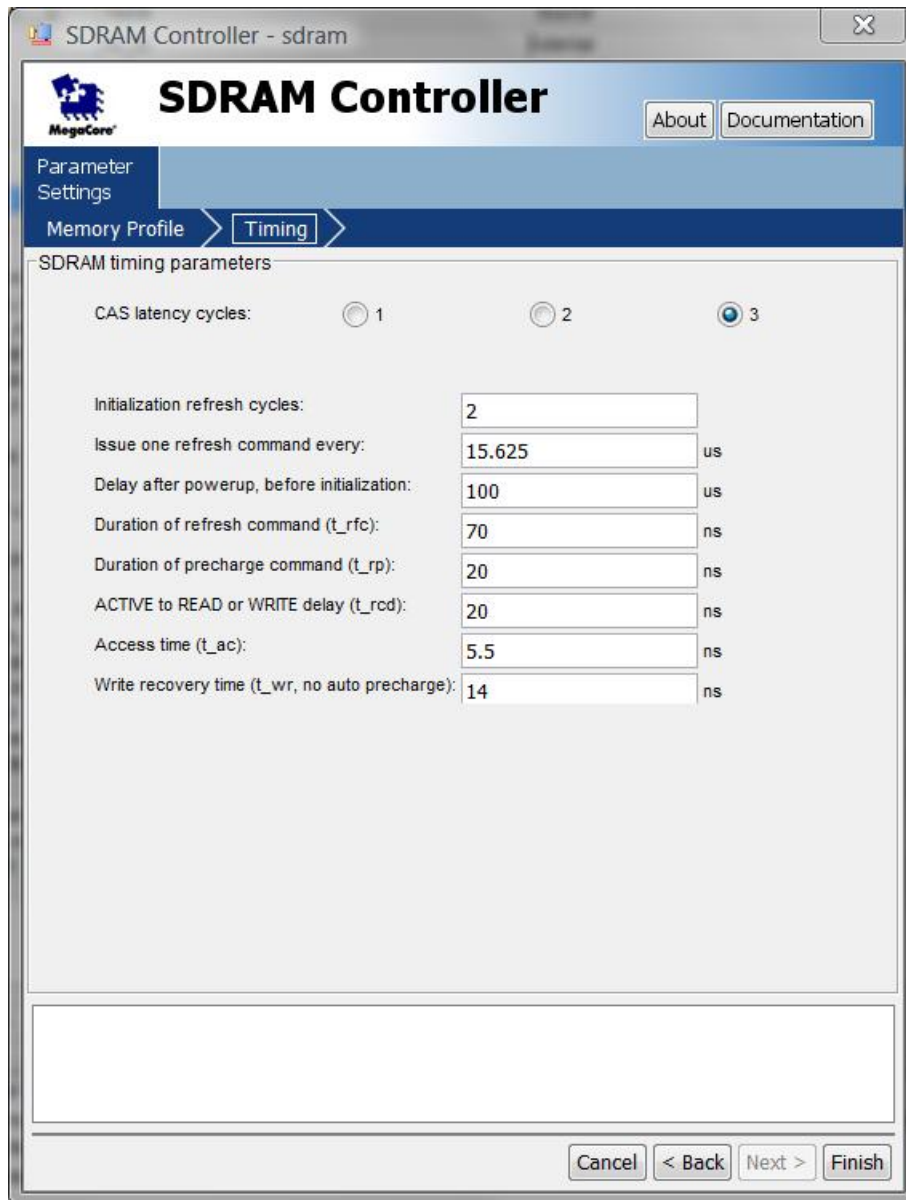 SDRAM Controller - sdram
MegaCore'
SDRAM Controller
About Documentation
Parameter
Settings
Memory Profile Timing
SDRAM timing parameters
CAS latency cycles: 1 2 3
Initialization refresh cycles: 2
Issue one refresh command every: 15.625 us
Delay after powerup, before initialization: 100 us
Duration of refresh command (t_rfc): 70 ns
Duration of precharge command (t_rp): 20 ns
ACTIVE to READ or WRITE delay (t_rcd): 20 ns
Access time (t_ac): 5.5 ns
Write recovery time (t_wr, no auto precharge): 14 ns
Cancel < Back Next > Finish